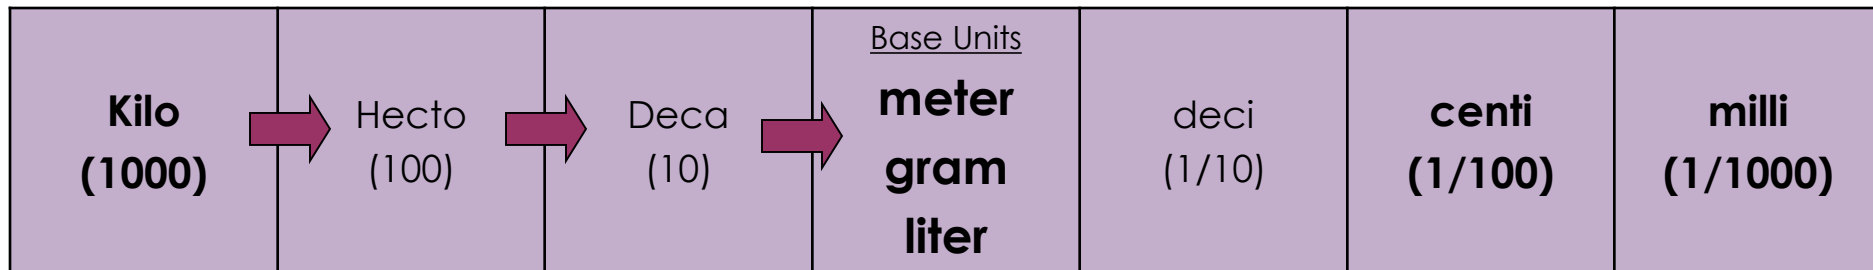 Kilo
(1000)
Hecto
(100)
Deca
(10)
Base Units
meter
gram
liter
deci
(1/10)
centi
(1/100)
milli
(1/1000)